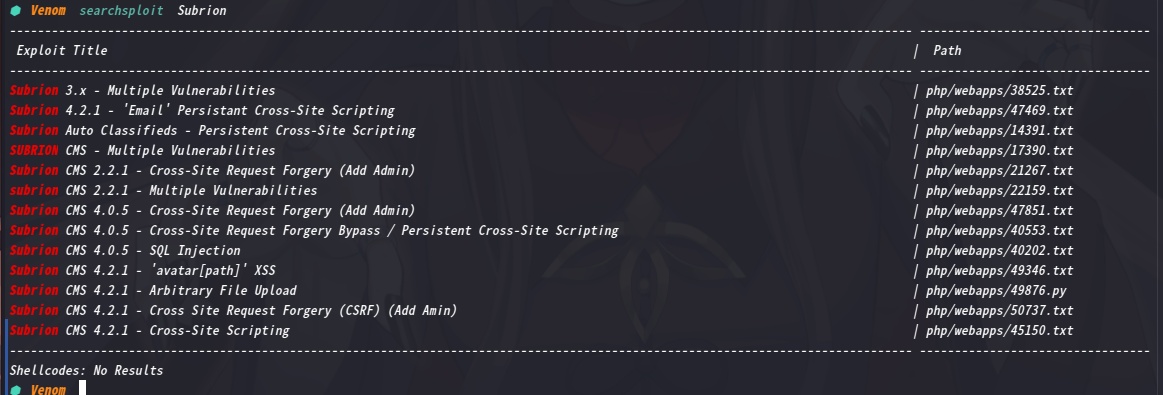 Venom searchsploit Subrion
Exploit Title | Path
Subrion 3.x - Multiple Vulnerabilities | php/webapps/38525.txt
Subrion 4.2.1 - 'Email' Persistant Cross-Site Scripting | php/webapps/47469.txt
Subrion Auto Classifieds - Persistent Cross-Site Scripting | php/webapps/14391.txt
SUBRION CMS - Multiple Vulnerabilities | php/webapps/17390.txt
Subrion CMS 2.2.1 - Cross-Site Request Forgery (Add Admin) | php/webapps/21267.txt
subrion CMS 2.2.1 - Multiple Vulnerabilities | php/webapps/22159.txt
Subrion CMS 4.0.5 - Cross-Site Request Forgery (Add Admin) | php/webapps/47851.txt
Subrion CMS 4.0.5 - Cross-Site Request Forgery Bypass / Persistent Cross-Site Scripting | php/webapps/40553.txt
Subrion CMS 4.0.5 - SQL Injection | php/webapps/40202.txt
Subrion CMS 4.2.1 - 'avatar[path]' XSS | php/webapps/49346.txt
Subrion CMS 4.2.1 - Arbitrary File Upload | php/webapps/49876.py
Subrion CMS 4.2.1 - Cross Site Request Forgery (CSRF) (Add Amin) | php/webapps/50737.txt
Subrion CMS 4.2.1 - Cross-Site Scripting | php/webapps/45150.txt
Shellcodes: No Results
Venom